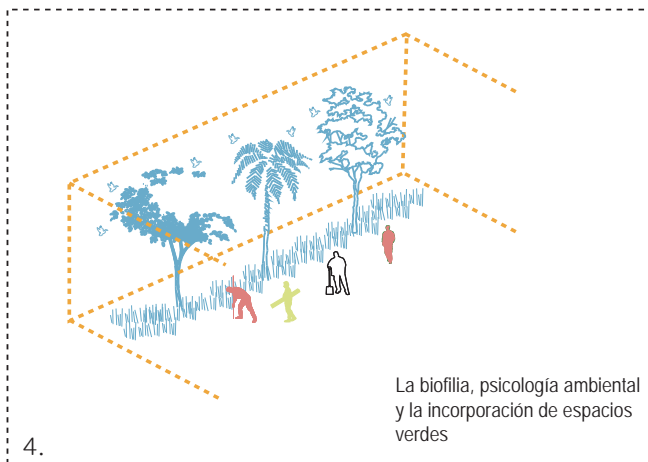 La biofilia, psicología ambiental
y la incorporación de espacios
verdes
4.